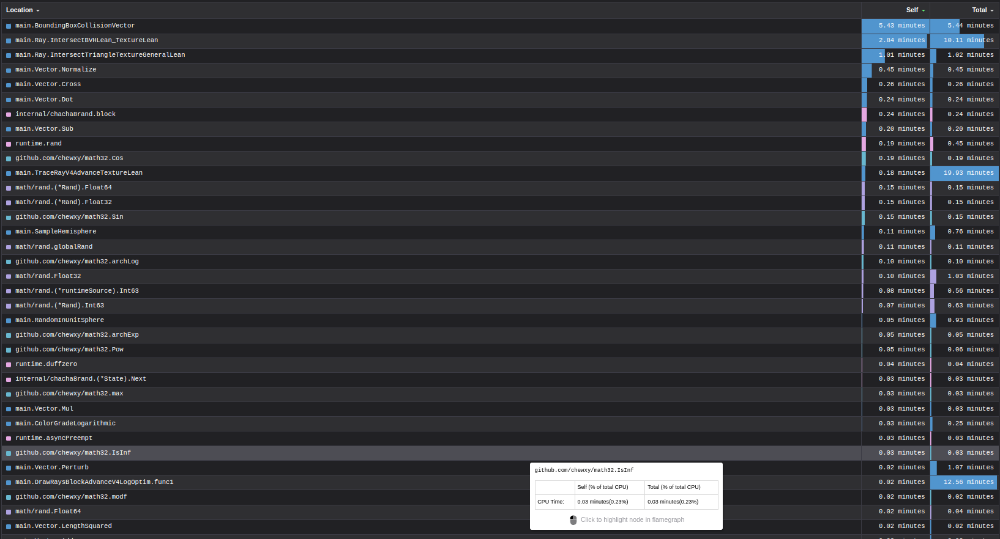 Location Self Total
main.BoundingBoxCollisionVector 5.43 minutes 5.44 minutes
main.Ray.IntersectBVHLean_TextureLean 2.84 minutes 10.11 minutes
main.Ray.IntersectTriangleTextureGeneralLean 1.01 minutes 1.02 minutes
main.Vector.Normalize 0.45 minutes 0.45 minutes
main.Vector.Cross 0.26 minutes 0.26 minutes
main.Vector.Dot 0.24 minutes 0.24 minutes
internal/chacha8rand.block 0.24 minutes 0.24 minutes
main.Vector.Sub 0.20 minutes 0.20 minutes
runtime.rand 0.19 minutes 0.45 minutes
github.com/chewxy/math32.Cos 0.19 minutes 0.19 minutes
main.TraceRayV4AdvanceTextureLean 0.18 minutes 19.93 minutes
math/rand.(*Rand).Float64 0.15 minutes 0.15 minutes
math/rand.(*Rand).Float32 0.15 minutes 0.15 minutes
github.com/chewxy/math32.Sin 0.15 minutes 0.15 minutes
main.SampleHemisphere 0.11 minutes 0.76 minutes
math/rand.globalRand 0.11 minutes 0.11 minutes
github.com/chewxy/math32.archLog 0.10 minutes 0.10 minutes
math/rand.Float32 0.10 minutes 1.03 minutes
math/rand.(*runtimeSource).Int63 0.08 minutes 0.56 minutes
math/rand.(*Rand).Int63 0.07 minutes 0.63 minutes
main.RandomInUnitSphere 0.05 minutes 0.93 minutes
github.com/chewxy/math32.archExp 0.05 minutes 0.05 minutes
github.com/chewxy/math32.Pow 0.05 minutes 0.06 minutes
runtime.duffzero 0.04 minutes 0.04 minutes
internal/chacha8rand.(*State).Next 0.03 minutes 0.03 minutes
github.com/chewxy/math32.max 0.03 minutes 0.03 minutes
main.Vector.Mul 0.03 minutes 0.03 minutes
main.ColorGradeLogarithmic 0.03 minutes 0.25 minutes
runtime.asyncPreempt 0.03 minutes 0.03 minutes
github.com/chewxy/math32.IsInf 0.03 minutes 0.03 minutes
main.Vector.Perturb 0.02 minutes 1.07 minutes
main.DrawRaysBlockAdvanceV4LogOptim.func1 0.02 minutes 12.56 minutes
github.com/chewxy/math32.modf 0.02 minutes 0.02 minutes
math/rand.Float64 0.02 minutes 0.04 minutes
main.Vector.LengthSquared 0.02 minutes 0.02 minutes
github.com/chewxy/math32.IsInf
Self (% of total CPU) Total (% of total CPU)
CPU Time: 0.03 minutes(0.23%) 0.03 minutes(0.23%)
Click to highlight node in flamegraph